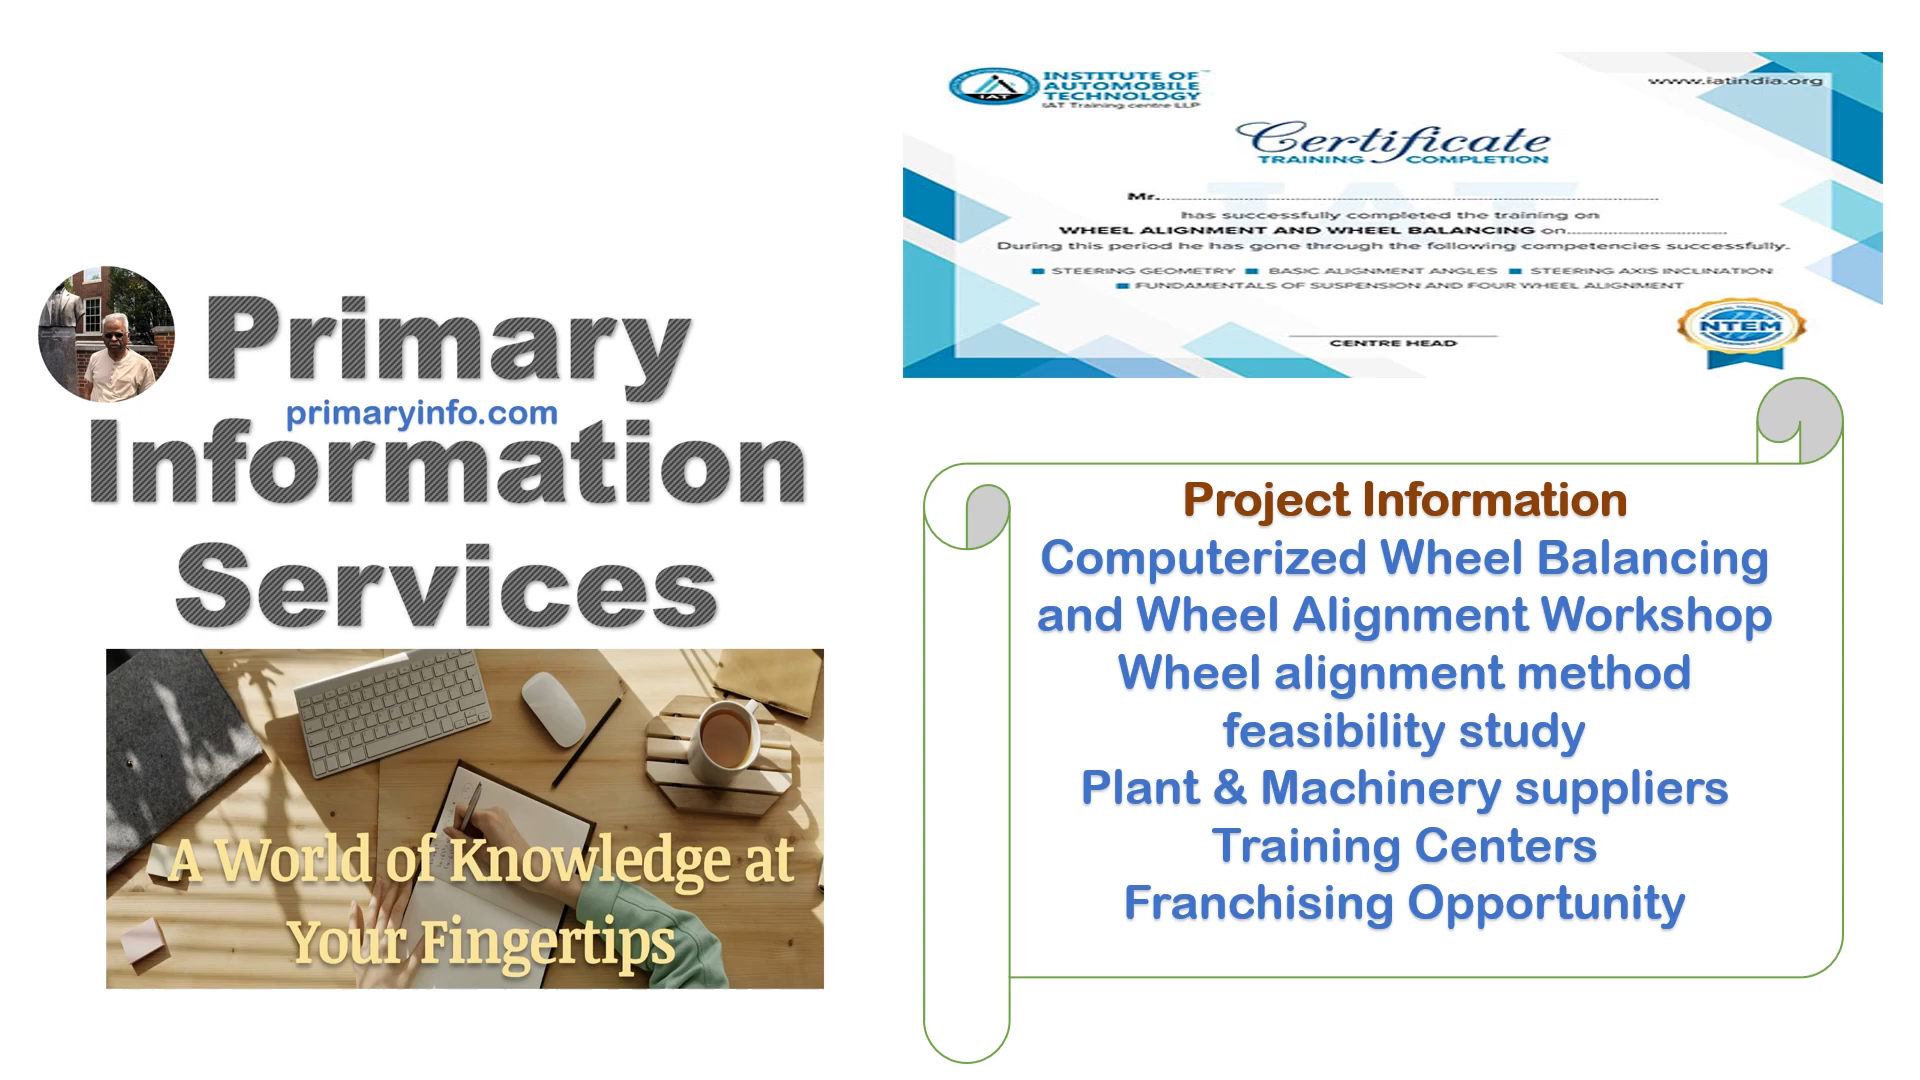 Primary
primaryinfo.com
Information
Services
A World of Knowledge at
Your Fingertips
INSTITUTE OF
AUTOMOBILE
TECHNOLOGY
IAT Training centre LLP
IAT
www.iatindia.org
Certificate
TRAINING COMPLETION
Mr.
has successfully completed the training on
WHEEL ALIGNMENT AND WHEEL BALANCING on
During this period he has gone through the following competencies successfully.
STEERING GEOMETRY BASIC ALIGNMENT ANGLES STEERING AXIS INCLINATION
FUNDAMENTALS OF SUSPENSION AND FOUR WHEEL ALIGNMENT
CENTRE HEAD
NTEM
Project Information
Computerized Wheel Balancing
and Wheel Alignment Workshop
Wheel alignment method
feasibility study
Plant & Machinery suppliers
Training Centers
Franchising Opportunity